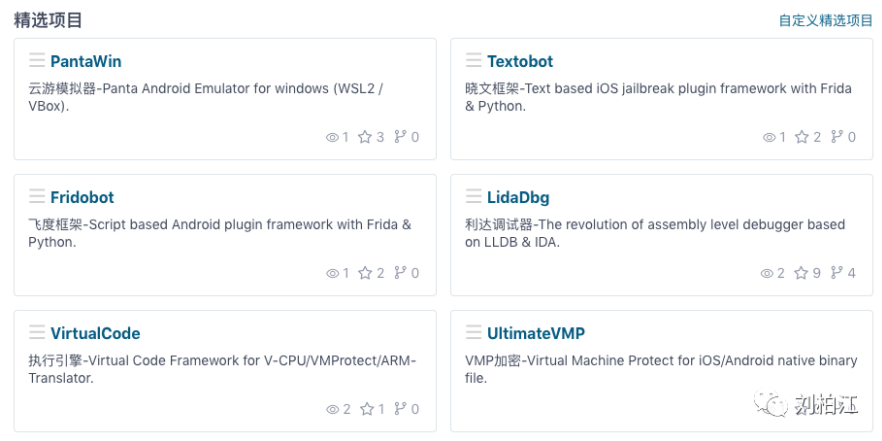 精选项目
自定义精选项目
PantaWin
云游模拟器-Panta Android Emulator for windows (WSL2 /
VBox).
1 3 0
Textobot
晓文框架-Text based iOS jailbreak plugin framework with Frida
& Python.
1 2 0
Fridobot
飞度框架-Script based Android plugin framework with Frida &
Python.
1 2 0
LidaDbg
利达调试器-The revolution of assembly level debugger based
on LLDB & IDA.
2 9 4
VirtualCode
执行引擎-Virtual Code Framework for V-CPU/VMProtect/ARM-
Translator.
2 1 0
UltimateVMP
VMP加密-Virtual Machine Protect for iOS/Android native binary
file.
刘柏江